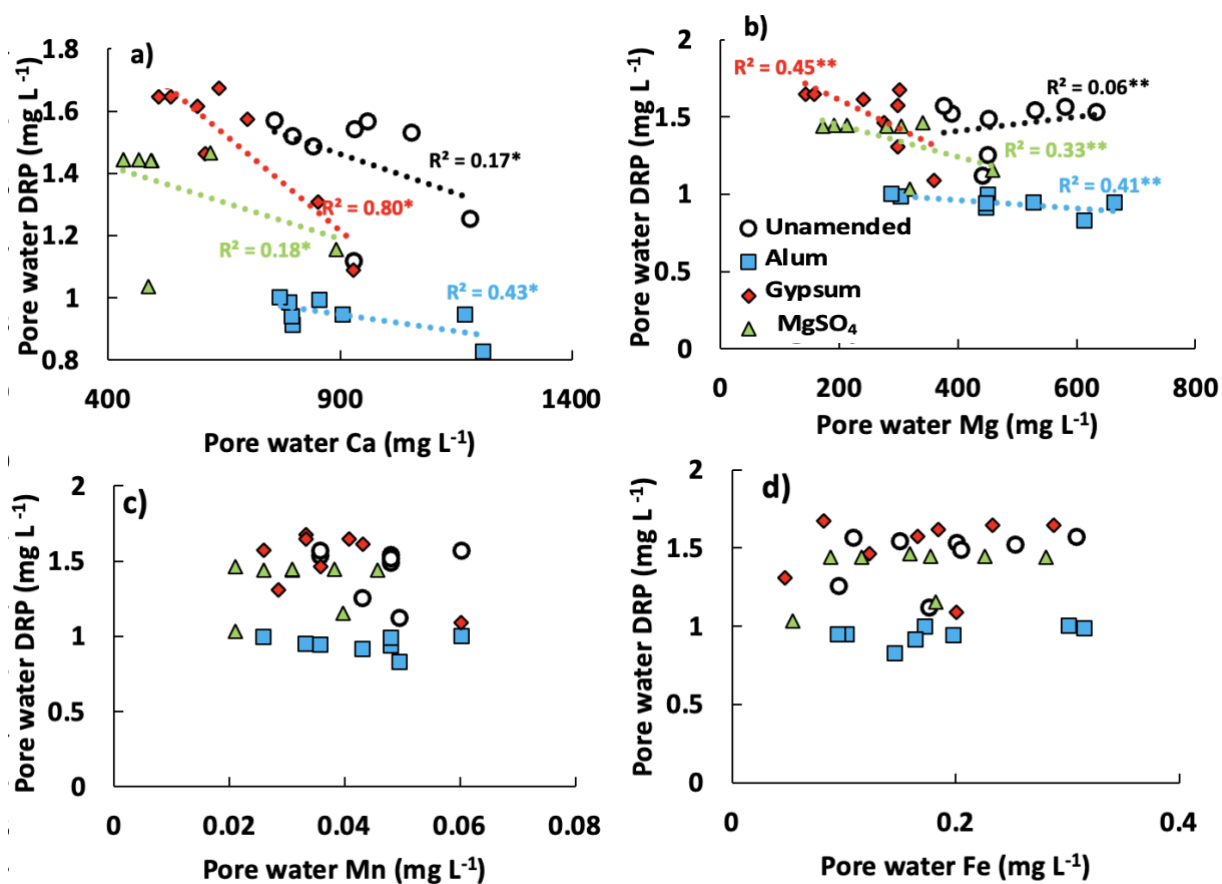 a)
Pore water DRP (mg L⁻¹)
1.8
1.6
1.4
1.2
1
0.8
R² = 0.17*
R² = 0.80*
R² = 0.18*
R² = 0.43*
400
900
1400
Pore water Ca (mg L⁻¹)
b)
Pore water DRP (mg L⁻¹)
2
1.5
1
0.5
0
R² = 0.45**
R² = 0.06**
R² = 0.33**
R² = 0.41**
Unamended
Alum
Gypsum
MgSO₄
0
200
400
600
800
Pore water Mg (mg L⁻¹)
c)
Pore water DRP (mg L⁻¹)
2
1.5
1
0.5
0
0
0.02
0.04
0.06
0.08
Pore water Mn (mg L⁻¹)
d)
Pore water DRP (mg L⁻¹)
2
1.5
1
0.5
0
0
0.2
0.4
Pore water Fe (mg L⁻¹)